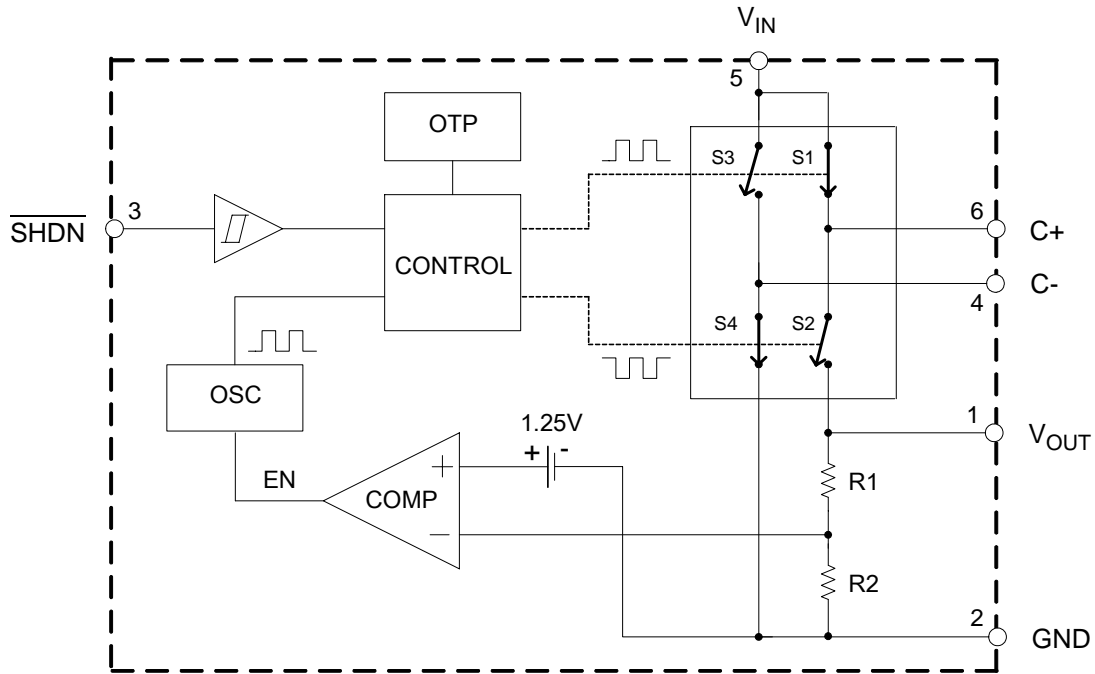 V_IN
5
OTP
S3
S1
3
SHDN
6
C+
CONTROL
C-
4
S4
S2
OSC
1.25V
1
V_OUT
+ -
EN
+
COMP
R1
−
R2
2
GND